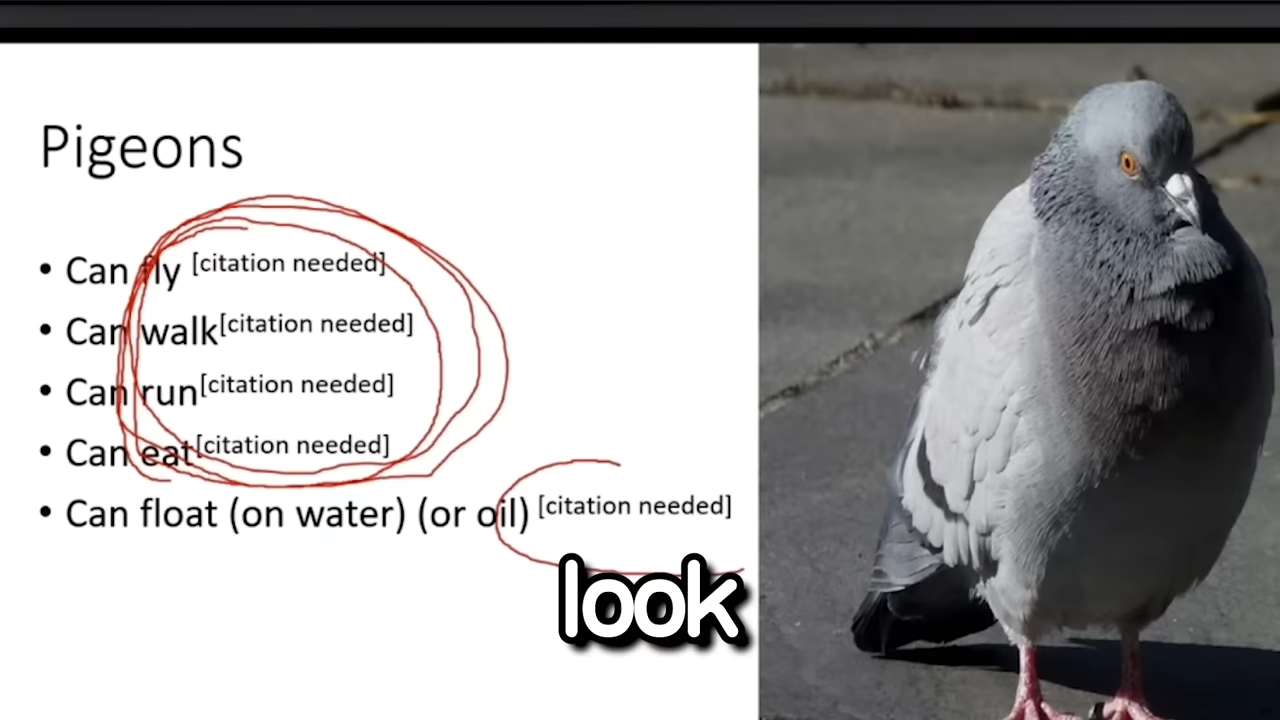 Pigeons
• Can fly [citation needed]
• Can walk[citation needed]
• Can run[citation needed]
• Can eat[citation needed]
• Can float (on water) (or oil) [citation needed]
look